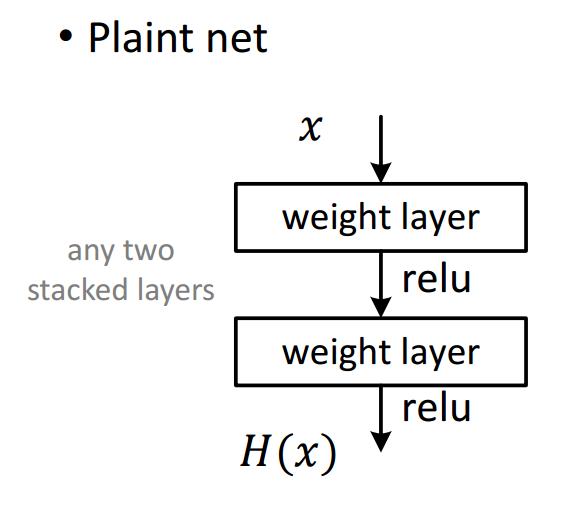 • Plaint net
x
weight layer
any two
stacked layers
relu
weight layer
relu
H(x)